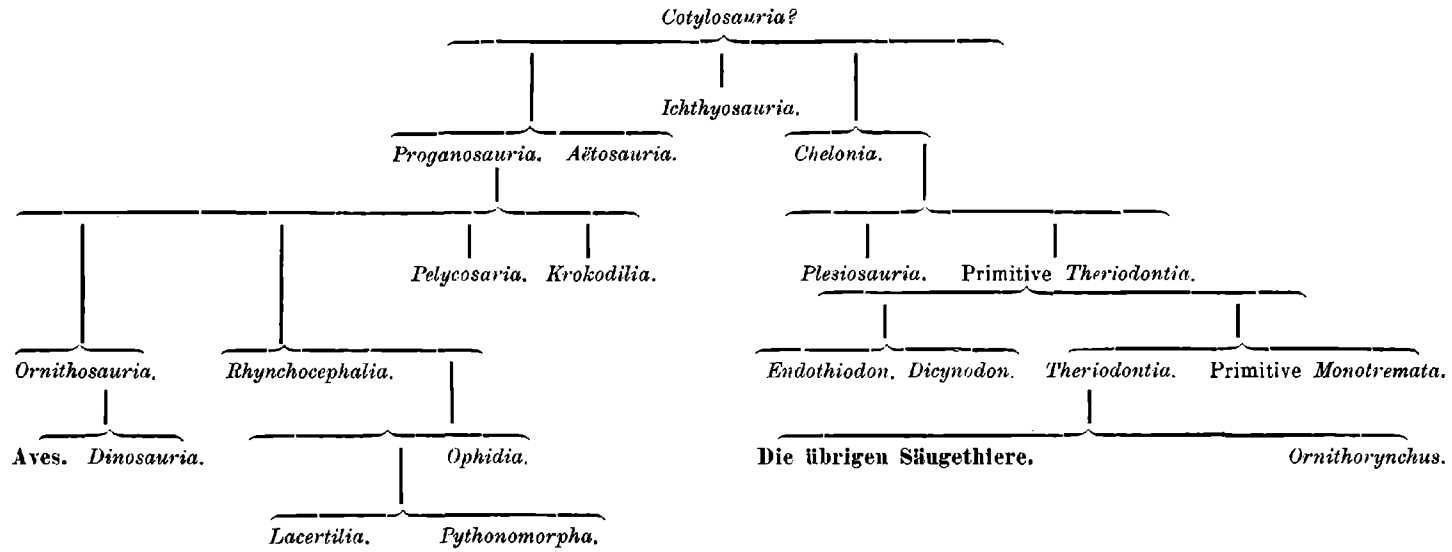 Cotylosauria?
Ichthyosauria.
Proganosauria. Aëtosauria. Chelonia.
Pelycosaria. Krokodilia. Plesiosauria. Primitive Theriodontia.
Ornithosauria. Rhynchocephalia. Endothiodon. Dicynodon. Theriodontia. Primitive Monotremata.
Aves. Dinosauria. Ophidia. Die übrigen Säugethiere. Ornithorynchus.
Lacertilia. Pythonomorpha.